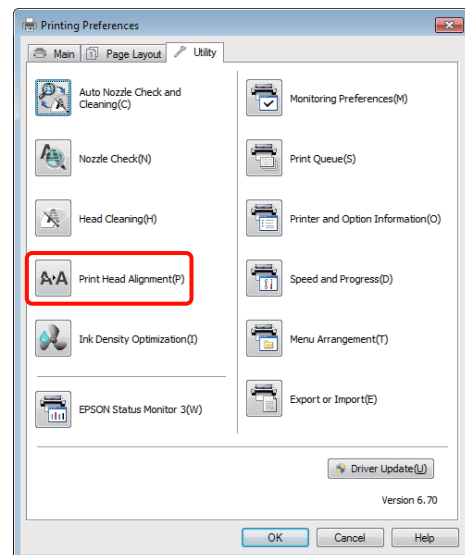 Printing Preferences
Main
Page Layout
Utility
Auto Nozzle Check and
Cleaning(C)
Monitoring Preferences(M)
Nozzle Check(N)
Print Queue(S)
Head Cleaning(H)
Printer and Option Information(O)
Print Head Alignment(P)
Speed and Progress(D)
Ink Density Optimization(I)
Menu Arrangement(T)
EPSON Status Monitor 3(W)
Export or Import(E)
Driver Update(U)
Version 6.70
OK
Cancel
Help